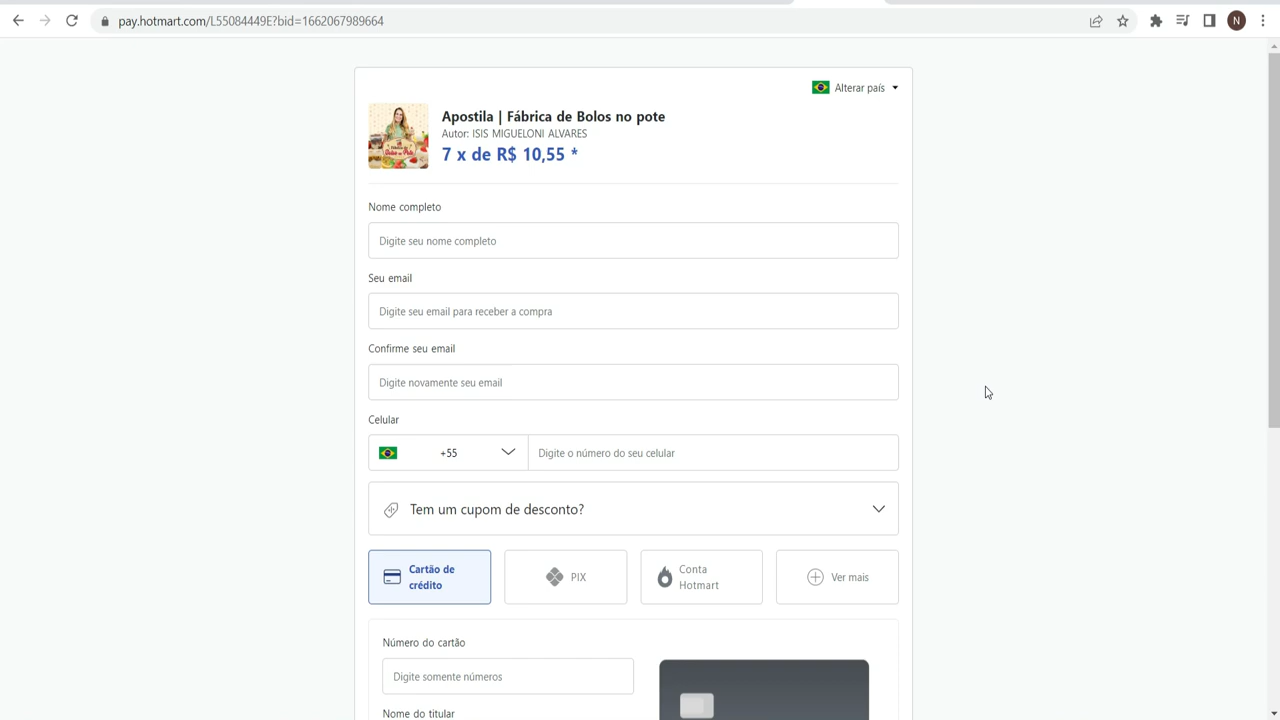 pay.hotmart.com/L55084449E?bid=1662067989664
N
Alterar país
Apostila | Fábrica de Bolos no pote
Autor: ISIS MIGUELONI ALVARES
7 x de R$ 10,55 *
Nome completo
Digite seu nome completo
Seu email
Digite seu email para receber a compra
Confirme seu email
Digite novamente seu email
Celular
+55
Digite o número do seu celular
Tem um cupom de desconto?
Cartão de
crédito
PIX
Conta
Hotmart
Ver mais
Número do cartão
Digite somente números
Nome do titular